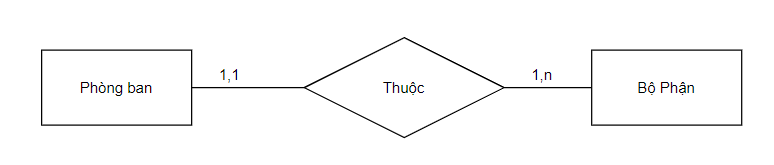 Phòng ban
1,1
Thuộc
1,n
Bộ Phận